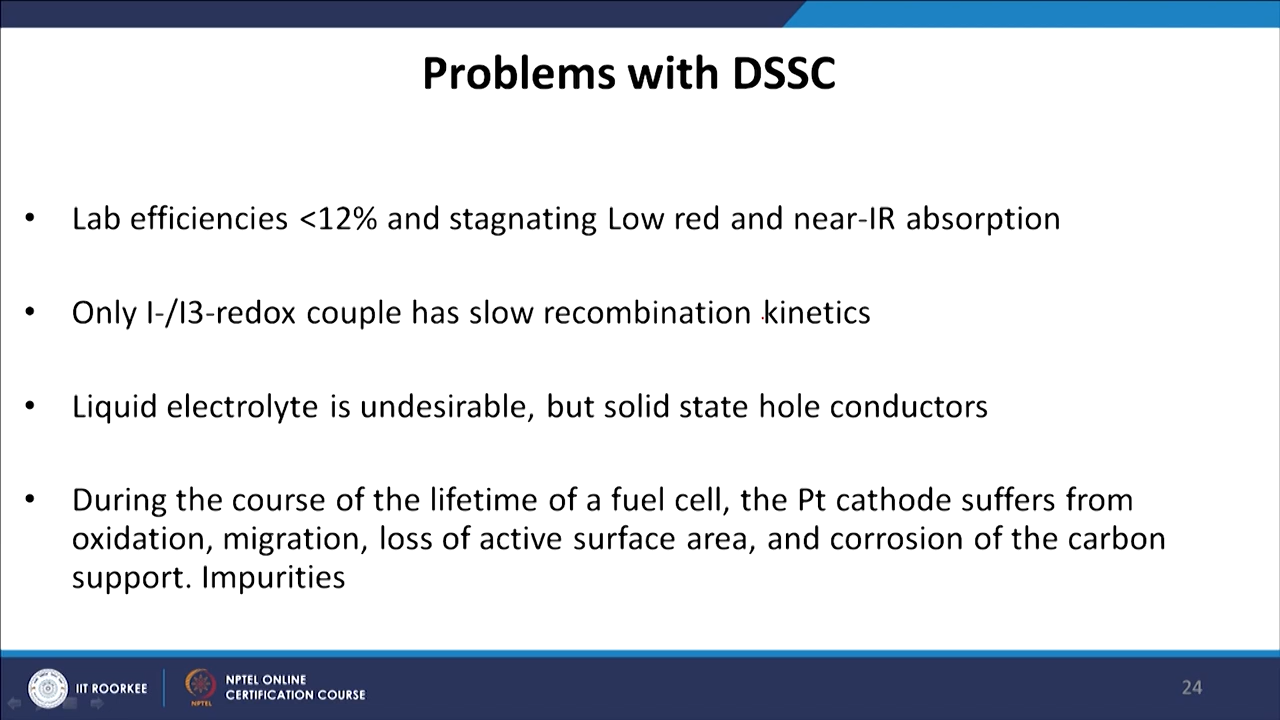 Problems with DSSC
• Lab efficiencies <12% and stagnating Low red and near-IR absorption
• Only I-/I3-redox couple has slow recombination kinetics
• Liquid electrolyte is undesirable, but solid state hole conductors
• During the course of the lifetime of a fuel cell, the Pt cathode suffers from
oxidation, migration, loss of active surface area, and corrosion of the carbon
support. Impurities
IIT ROORKEE
NPTEL
NPTEL ONLINE
CERTIFICATION COURSE
24